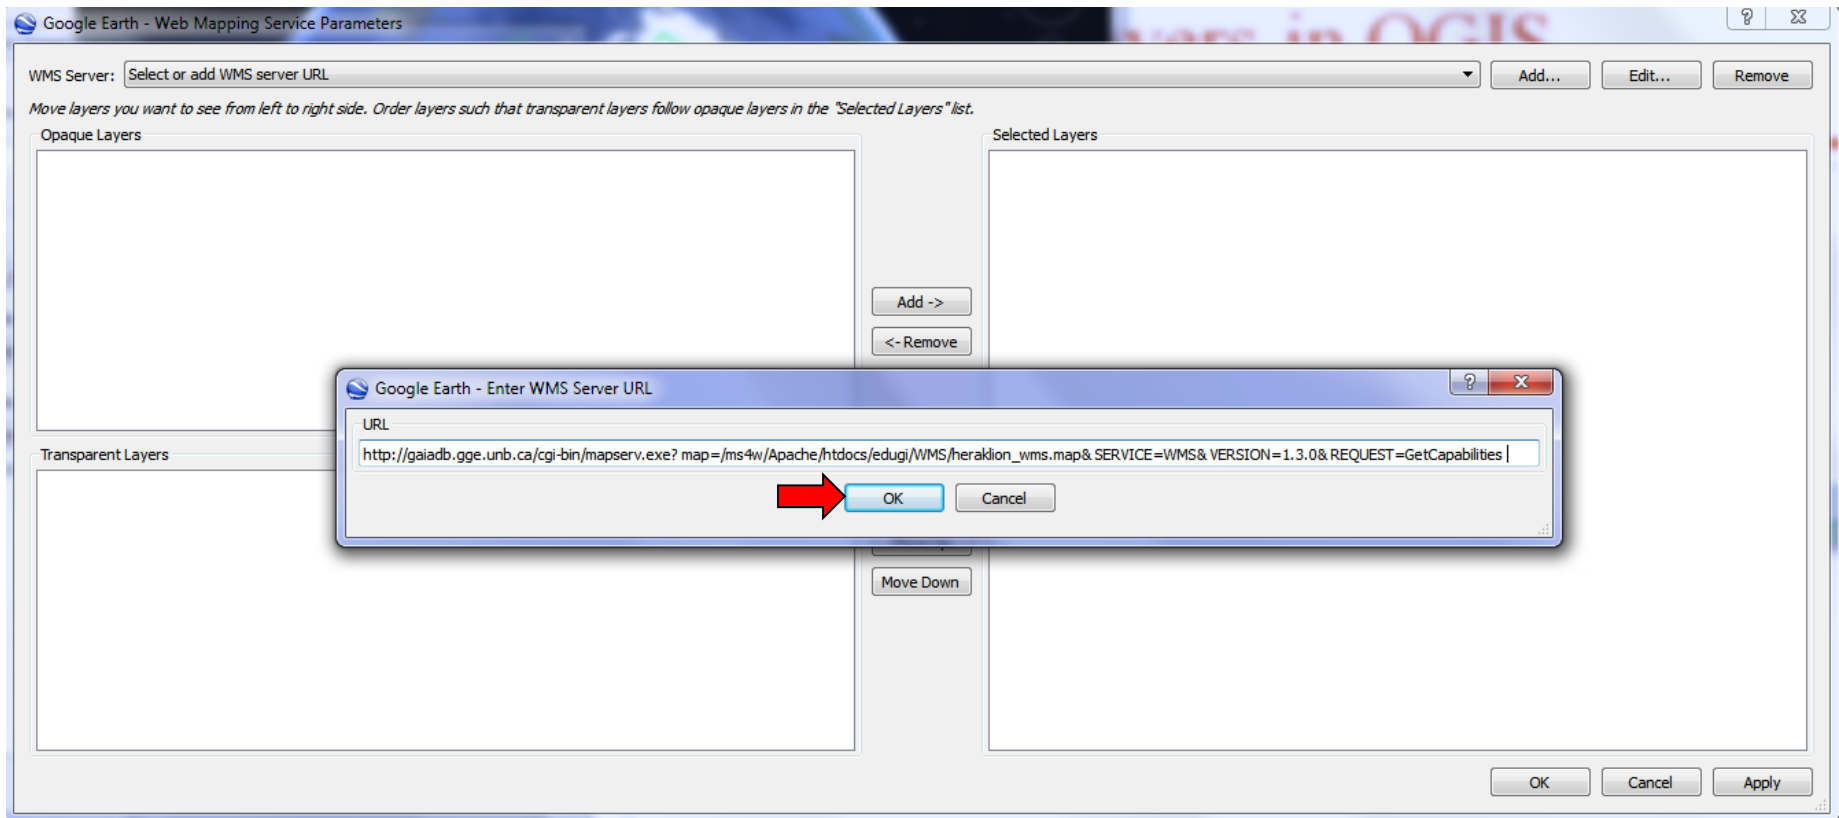 Google Earth - Web Mapping Service Parameters
WMS Server: Select or add WMS server URL
Add...
Edit...
Remove
Move layers you want to see from left to right side. Order layers such that transparent layers follow opaque layers in the "Selected Layers" list.
Opaque Layers
Selected Layers
Add ->
<- Remove
Google Earth - Enter WMS Server URL
URL
http://gaiadb.gge.unb.ca/cgi-bin/mapserv.exe? map=/ms4w/Apache/htdocs/edugi/WMS/heraklion_wms.map& SERVICE=WMS& VERSION=1.3.0& REQUEST=GetCapabilities
OK
Cancel
Transparent Layers
Move Down
OK
Cancel
Apply